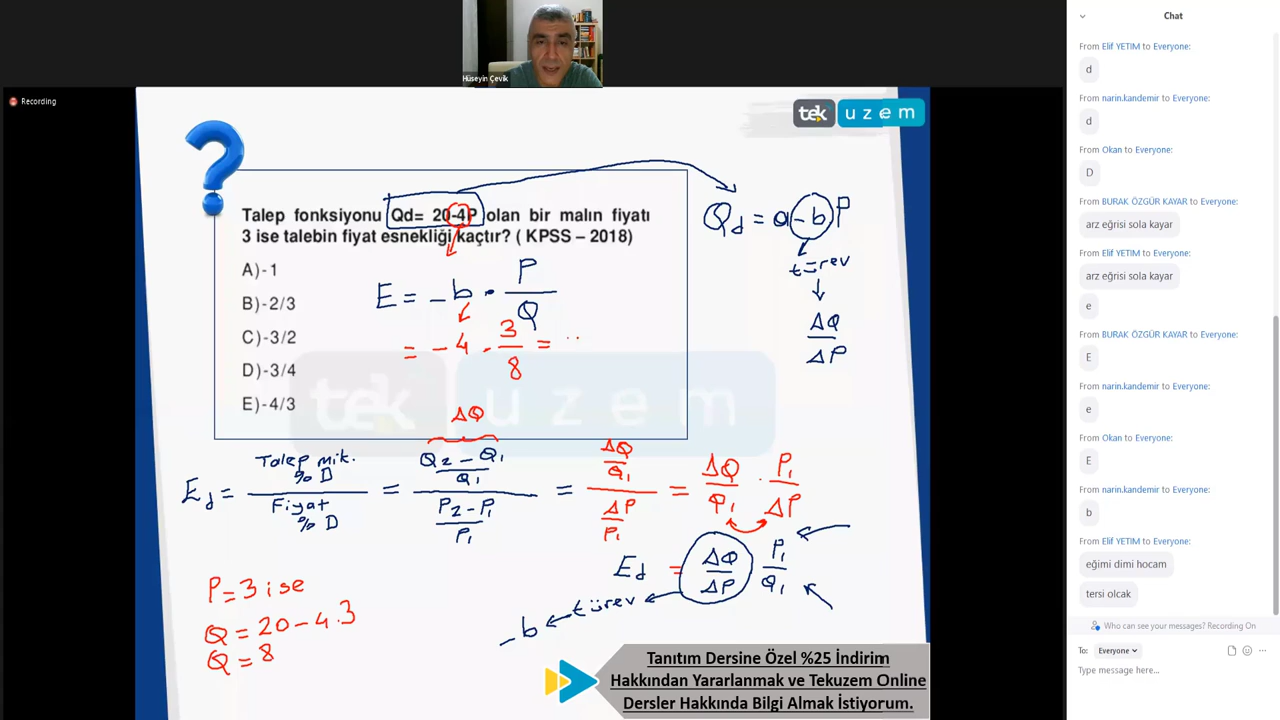 Hüseyin Çevik
Recording
tek uzem
Talep fonksiyonu Qd= 20-4P olan bir malın fiyatı
3 ise talebin fiyat esnekliği kaçtır? ( KPSS – 2018)
A)-1
B)-2/3
C)-3/2
D)-3/4
E)-4/3
E = -b . P/Q
= -4 . 3/8 = ..
Qd = a-bP
türev
ΔQ
ΔP
ΔQ
Ed = Talep mik. % D / Fiyat % D = Q2 - Q1 / Q1 / P2 - P1 / P1 = ΔQ / Q1 / ΔP / P1 = ΔQ / Q1 . P1 / ΔP
Ed = ΔQ / ΔP P1 / Q1
türev
-b
P=3 ise
Q = 20-4.3
Q = 8
tek uzem
Tanıtım Dersine Özel %25 İndirim
Hakkından Yararlanmak ve Tekuzem Online
Dersler Hakkında Bilgi Almak İstiyorum.
Chat
From Elif YETIM to Everyone:
d
From narin.kandemir to Everyone:
d
From Okan to Everyone:
D
From BURAK ÖZGÜR KAYAR to Everyone:
arz eğrisi sola kayar
From Elif YETIM to Everyone:
arz eğrisi sola kayar
e
From BURAK ÖZGÜR KAYAR to Everyone:
E
From narin.kandemir to Everyone:
e
From Okan to Everyone:
E
From narin.kandemir to Everyone:
b
From Elif YETIM to Everyone:
eğimi dimi hocam
tersi olcak
Who can see your messages? Recording On
To: Everyone
Type message here...